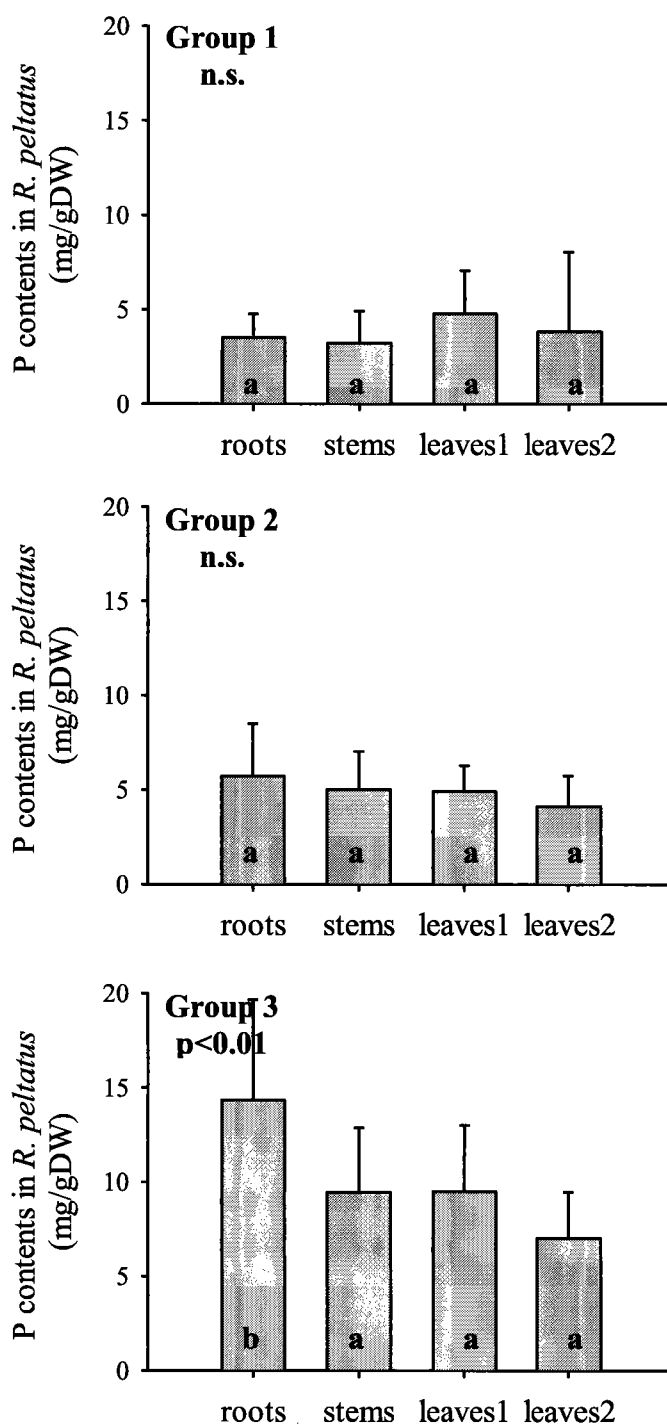 P contents in R. peltatus
(mg/gDW)
20
15
10
5
0
Group 1
n.s.
a a a a
roots stems leaves1 leaves2
P contents in R. peltatus
(mg/gDW)
20
15
10
5
0
Group 2
n.s.
a a a a
roots stems leaves1 leaves2
P contents in R. peltatus
(mg/gDW)
20
15
10
5
0
Group 3
p<0.01
b a a a
roots stems leaves1 leaves2